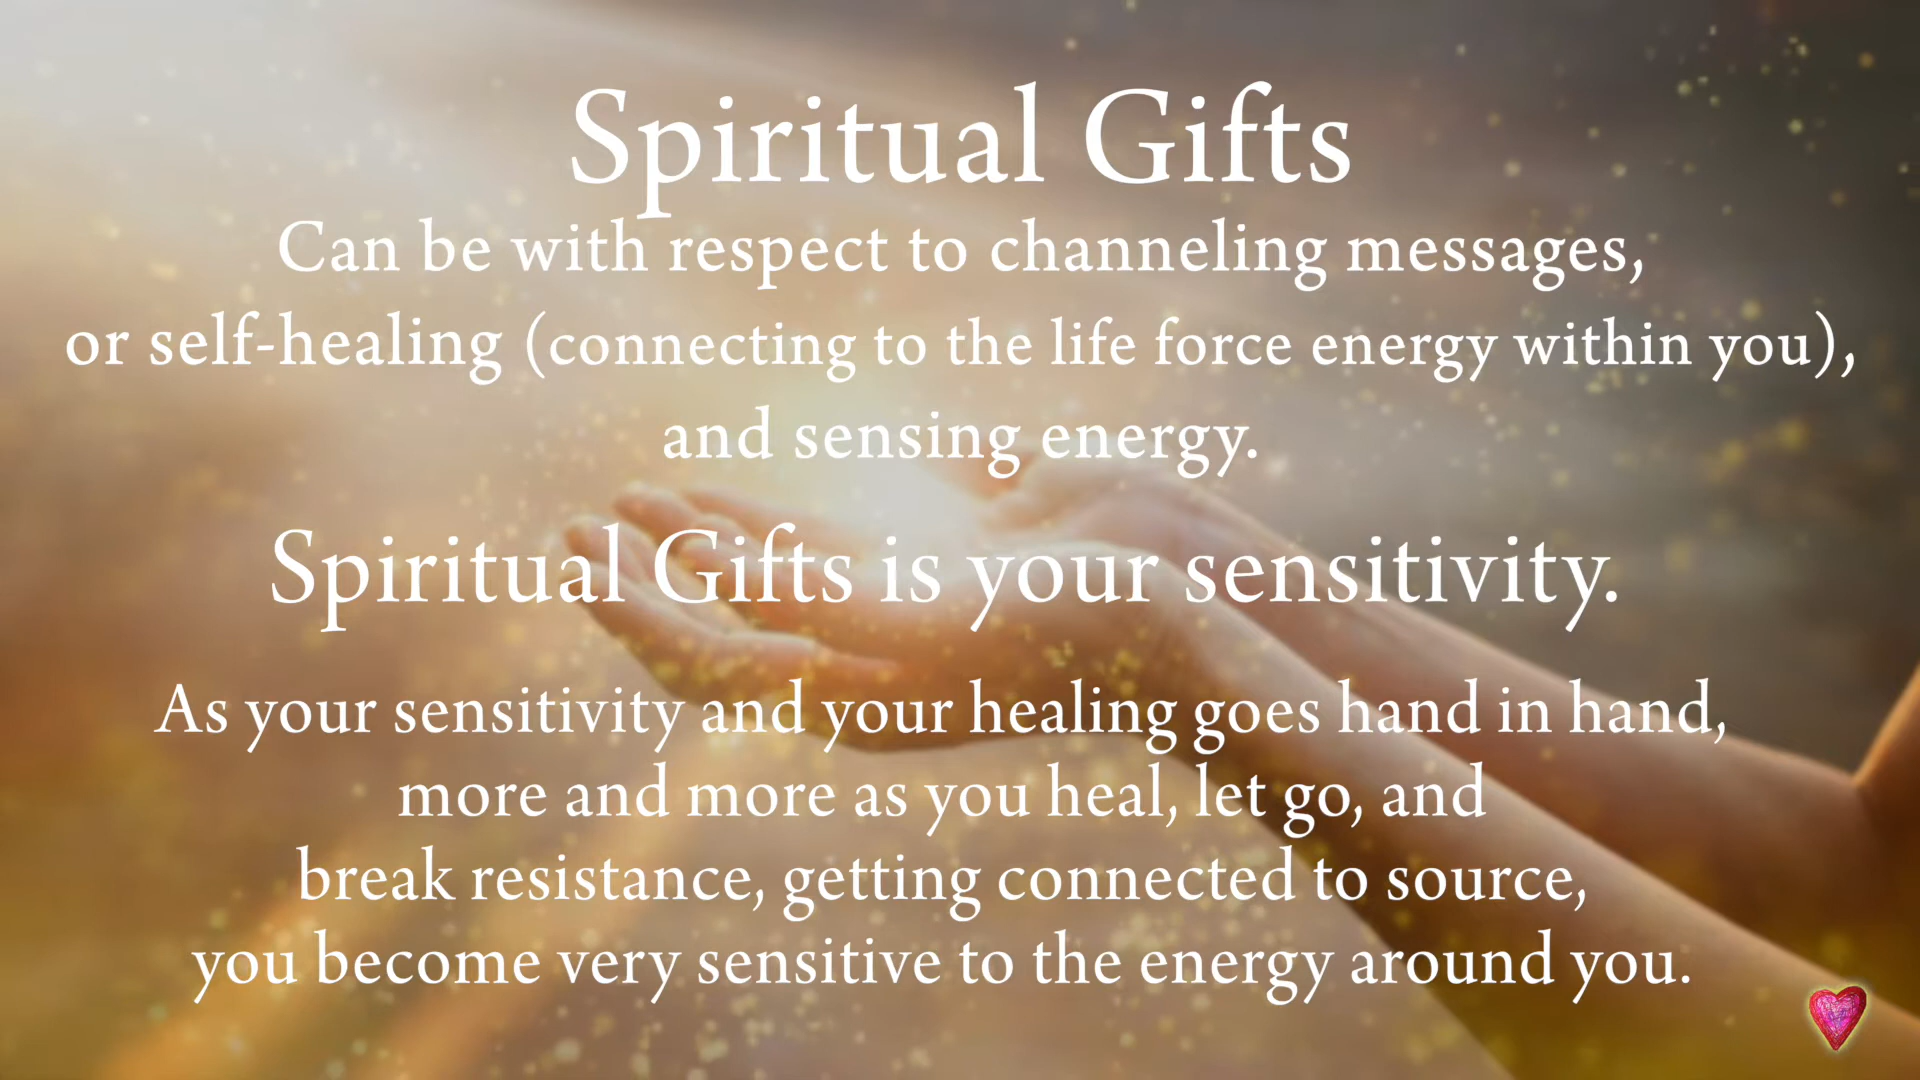 Spiritual Gifts
Can be with respect to channeling messages,
or self-healing (connecting to the life force energy within you),
and sensing energy.
Spiritual Gifts is your sensitivity.
As your sensitivity and your healing goes hand in hand,
more and more as you heal, let go, and
break resistance, getting connected to source,
you become very sensitive to the energy around you.